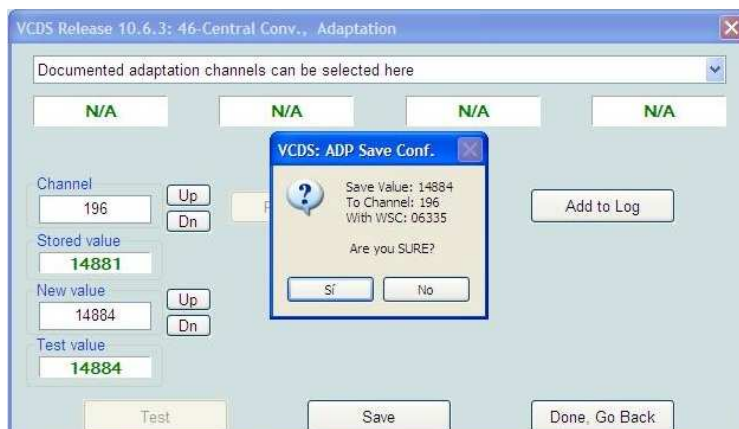 VCDS Release 10.6.3: 46-Central Conv., Adaptation
Documented adaptation channels can be selected here
N/A
N/A
N/A
N/A
VCDS: ADP Save Conf.
Save Value: 14884
To Channel: 196
With WSC: 06335
Are you SURE?
Sí
No
Channel
196
Up
Dn
Add to Log
Stored value
14881
New value
14884
Up
Dn
Test value
14884
Test
Save
Done, Go Back